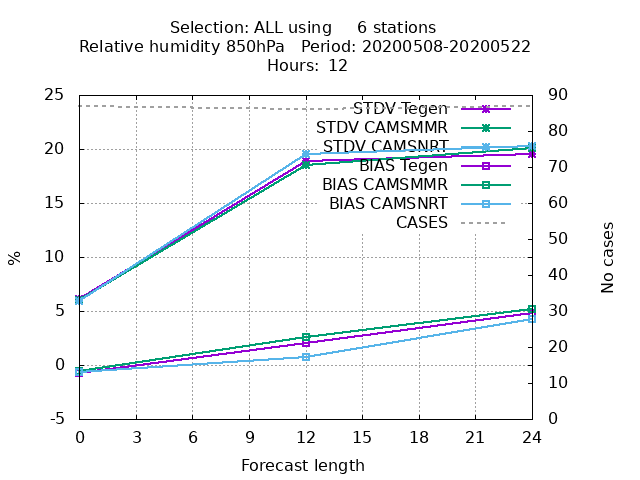 Selection: ALL using     6 stations
Relative humidity 850hPa   Period: 20200508-20200522
Hours: 12
25 90
20 80
15 70
10 60
5 50
0 40
-5 30
20
10
0
STDV Tegen
STDV CAMSMMR
STDV CAMSNRT
BIAS Tegen
BIAS CAMSMMR
BIAS CAMSNRT
CASES
%
No cases
0 3 6 9 12 15 18 21 24
Forecast length